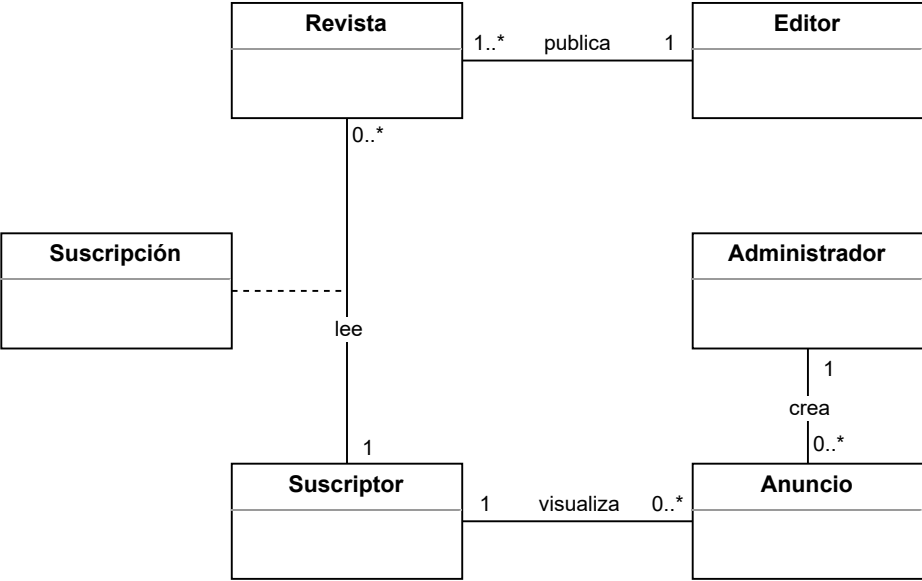 Revista
Editor
1..* publica 1
0..*
Suscripción
Administrador
lee
1
crea
0..*
1
Suscriptor
Anuncio
1 visualiza 0..*